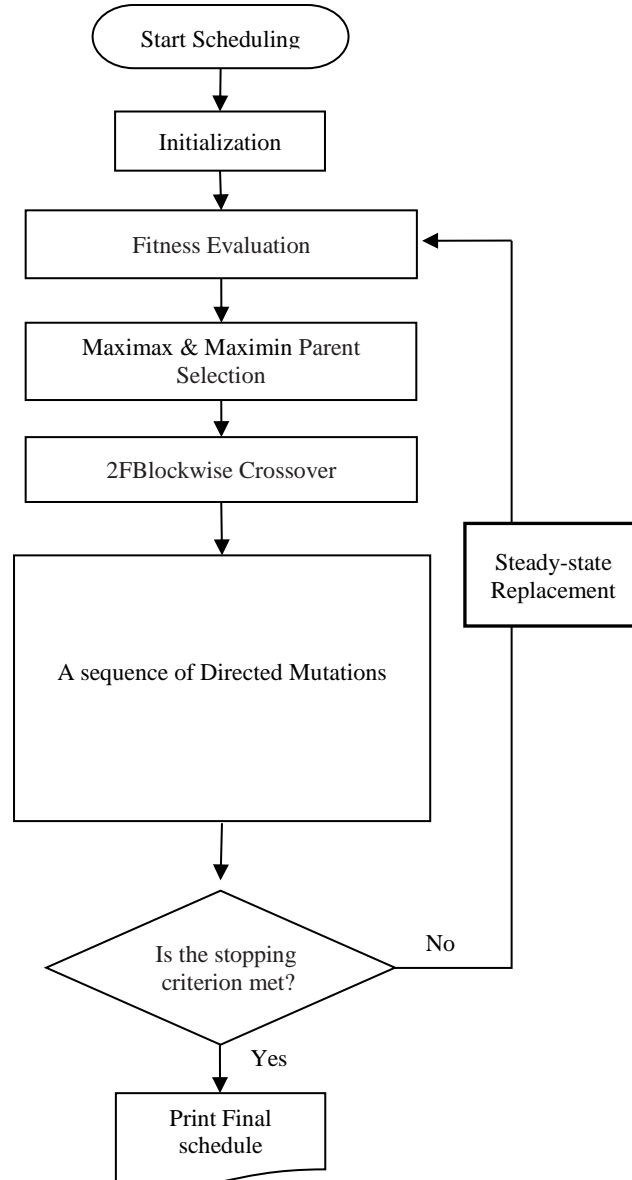 Start Scheduling
Initialization
Fitness Evaluation
Maximax & Maximin Parent
Selection
2FBlockwise Crossover
Steady-state
Replacement
A sequence of Directed Mutations
Is the stopping
criterion met?
No
Yes
Print Final
schedule